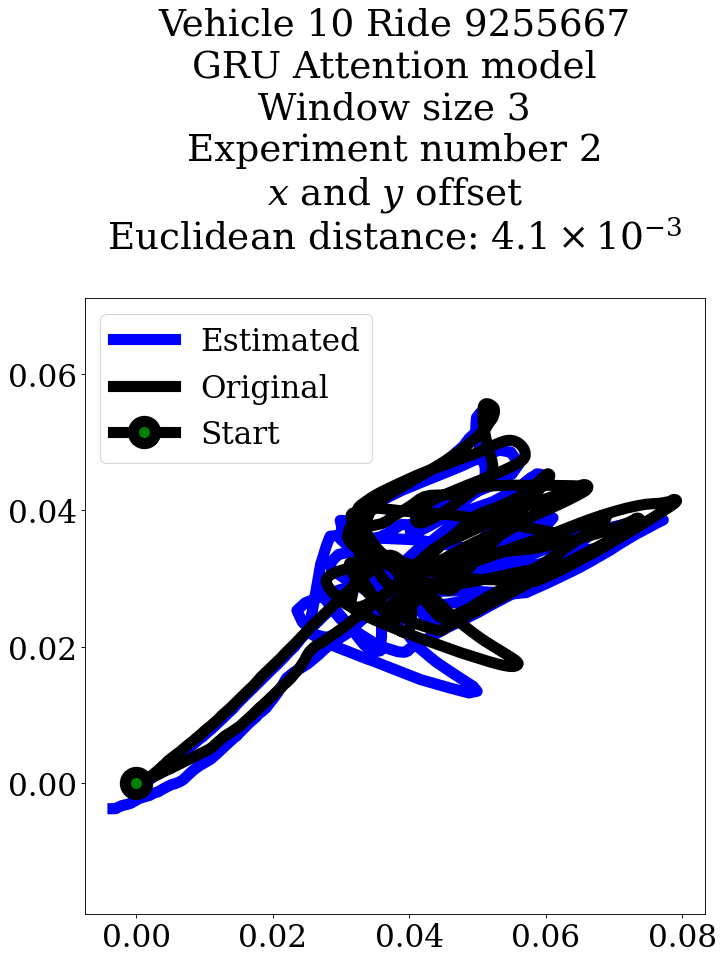 Vehicle 10 Ride 9255667
GRU Attention model
Window size 3
Experiment number 2
x and y offset
Euclidean distance: 4.1 × 10⁻³
Estimated
Original
Start
0.06
0.04
0.02
0.00
0.00 0.02 0.04 0.06 0.08